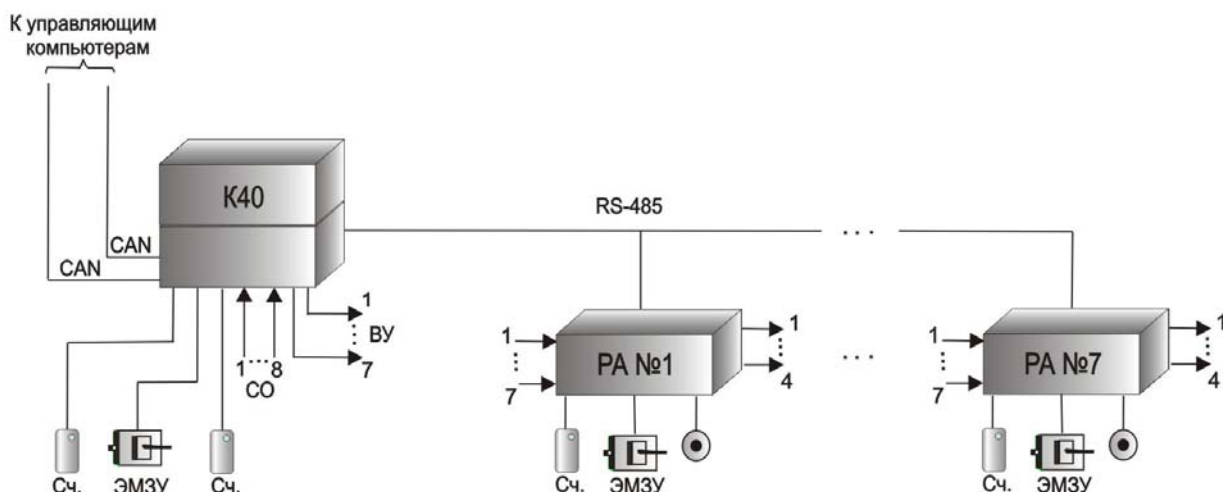 К управляющим
компьютерам
К40
RS-485
CAN
CAN
1
ВУ
7
1 8
СО
1
7
РА №1
1
4
1
7
РА №7
1
4
Сч.
ЭМЗУ
Сч.
Сч.
ЭМЗУ
Сч.
ЭМЗУ